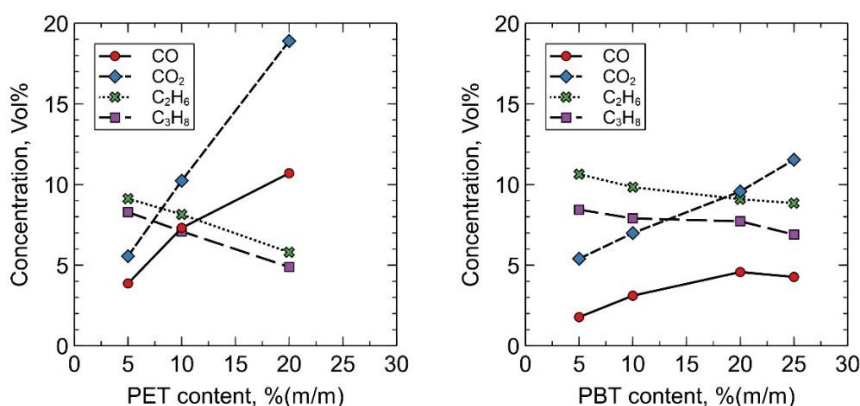 20
15
10
5
0
Concentration, Vol%
CO
CO₂
C₂H₆
C₃H₈
0 5 10 15 20 25 30
PET content, %(m/m)
20
15
10
5
0
Concentration, Vol%
CO
CO₂
C₂H₆
C₃H₈
0 5 10 15 20 25 30
PBT content, %(m/m)